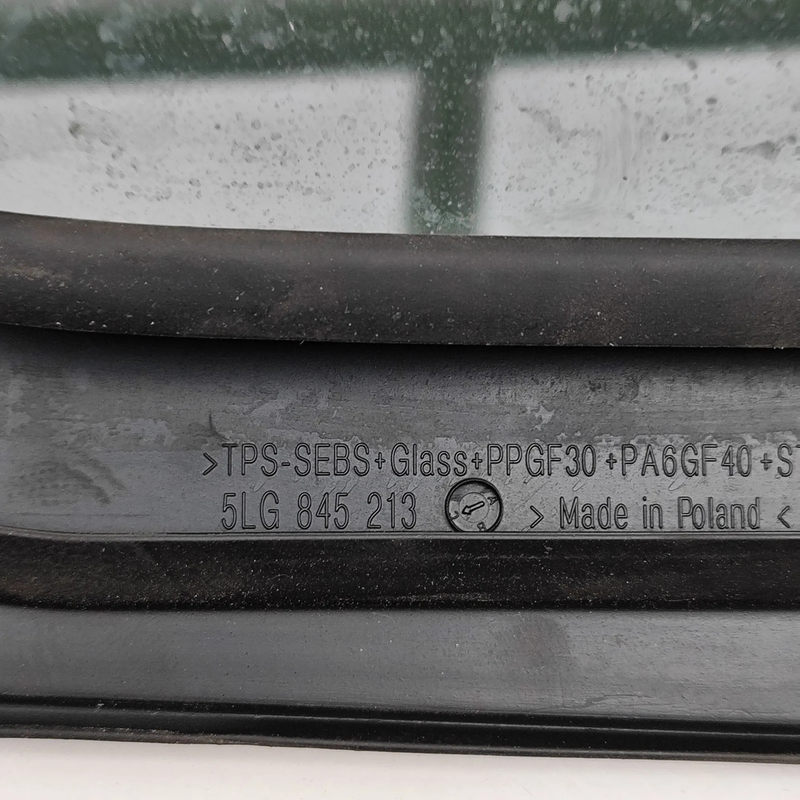 >TPS-SEBS+Glass+PPGF30+PA6GF40+S
5LG 845 213 > Made in Poland <